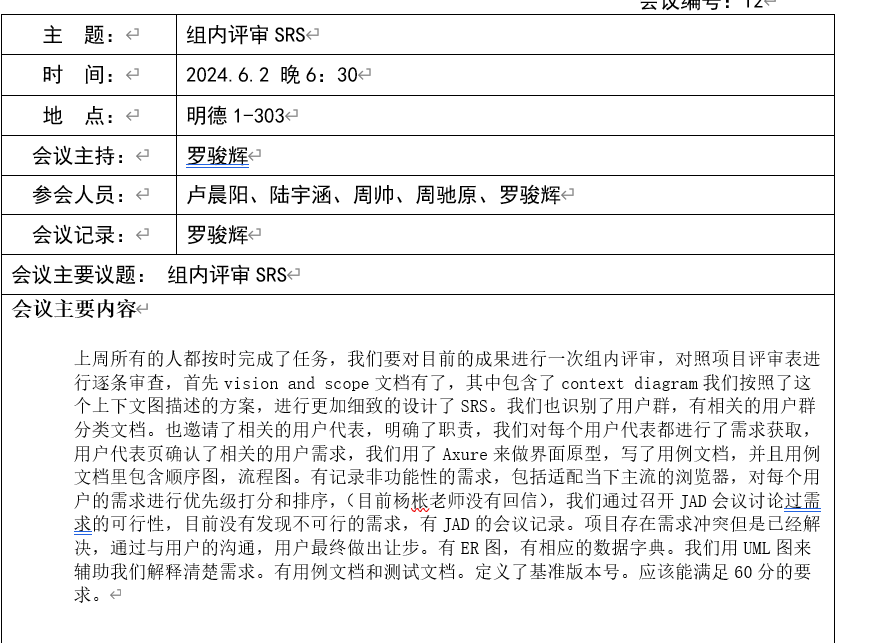 会议编号：12
主 题：
组内评审 SRS
时 间：
2024.6.2 晚 6：30
地 点：
明德 1-303
会议主持：
罗骏辉
参会人员：
卢晨阳、陆宇涵、周帅、周驰原、罗骏辉
会议记录：
罗骏辉
会议主要议题： 组内评审 SRS
会议主要内容
上周所有的人都按时完成了任务，我们要对目前的成果进行一次组内评审，对照项目评审表进
行逐条审查，首先 vision and scope 文档有了，其中包含了 context diagram 我们按照了这
个上下文图描述的方案，进行更加细致的设计了 SRS。我们也识别了用户群，有相关的用户群
分类文档。也邀请了相关的用户代表，明确了职责，我们对每个用户代表都进行了需求获取，
用户代表页确认了相关的用户需求，我们用了 Axure 来做界面原型，写了用例文档，并且用例
文档里包含顺序图，流程图。有记录非功能性的需求，包括适配当下主流的浏览器，对每个用
户的需求进行优先级打分和排序，（目前杨枨老师没有回信），我们通过召开 JAD 会议讨论过需
求的可行性，目前没有发现不可行的需求，有 JAD 的会议记录。项目存在需求冲突但是已经解
决，通过与用户的沟通，用户最终做出让步。有 ER 图，有相应的数据字典。我们用 UML 图来
辅助我们解释清楚需求。有用例文档和测试文档。定义了基准版本号。应该能满足 60 分的要
求。